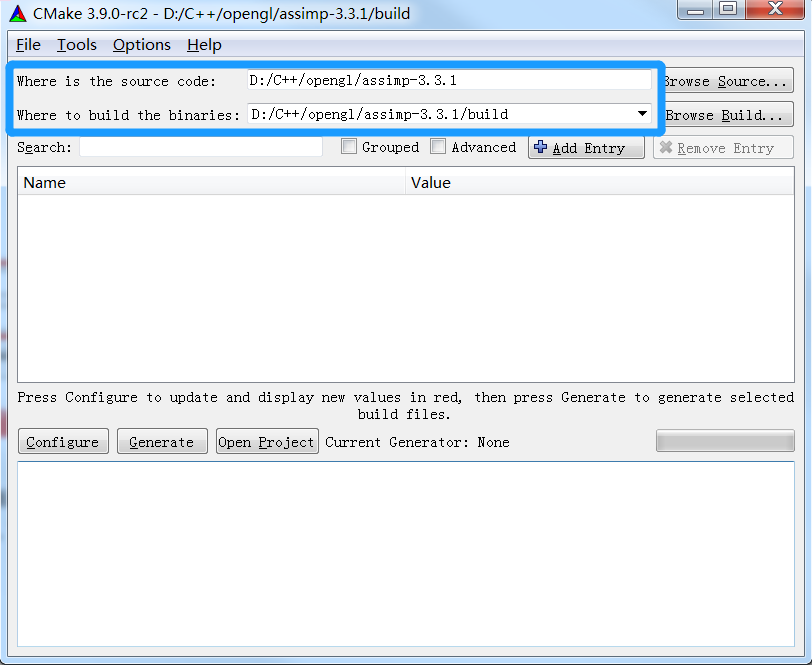 CMake 3.9.0-rc2 - D:/C++/opengl/assimp-3.3.1/build
File Tools Options Help
Where is the source code: D:/C++/opengl/assimp-3.3.1 Browse Source...
Where to build the binaries: D:/C++/opengl/assimp-3.3.1/build Browse Build...
Search: Grouped Advanced Add Entry Remove Entry
Name Value
Press Configure to update and display new values in red, then press Generate to generate selected
build files.
Configure Generate Open Project Current Generator: None